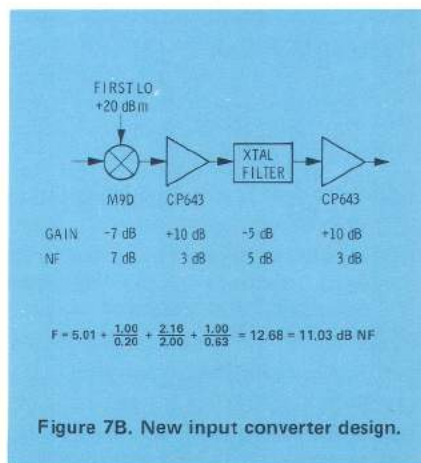 FIRST LO
+20 dBm
XTAL
FILTER
M9D CP643 CP643
GAIN -7 dB +10 dB -5 dB +10 dB
NF 7 dB 3 dB 5 dB 3 dB
F = 5.01 + 1.00/0.20 + 2.16/2.00 + 1.00/0.63 = 12.68 = 11.03 dB NF
Figure 7B. New input converter design.